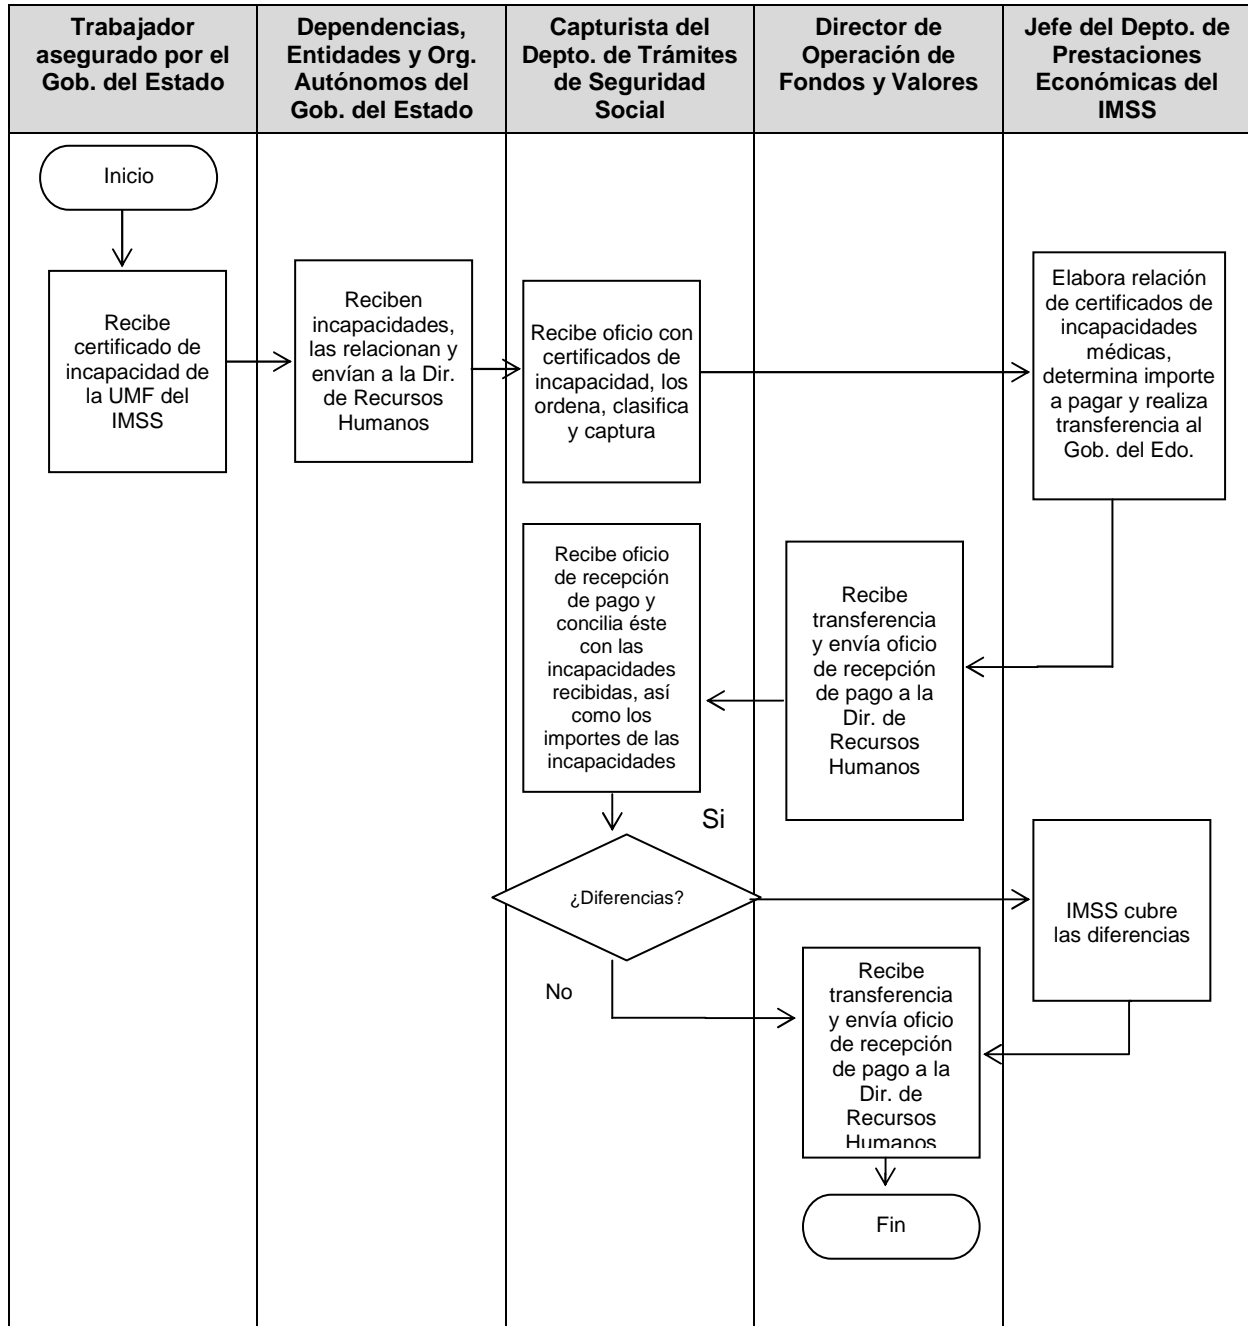 Trabajador
asegurado por el
Gob. del Estado
Dependencias,
Entidades y Org.
Autónomos del
Gob. del Estado
Capturista del
Depto. de Trámites
de Seguridad
Social
Director de
Operación de
Fondos y Valores
Jefe del Depto. de
Prestaciones
Económicas del
IMSS
Inicio
Recibe
certificado de
incapacidad de
la UMF del
IMSS
Reciben
incapacidades,
las relacionan y
envían a la Dir.
de Recursos
Humanos
Recibe oficio con
certificados de
incapacidad, los
ordena, clasifica
y captura
Elabora relación
de certificados de
incapacidades
médicas,
determina importe
a pagar y realiza
transferencia al
Gob. del Edo.
Recibe
transferencia
y envía oficio
de recepción
de pago a la
Dir. de
Recursos
Humanos
Recibe oficio
de recepción
de pago y
concilia éste
con las
incapacidades
recibidas, así
como los
importes de las
incapacidades
¿Diferencias?
Si
IMSS cubre
las diferencias
No
Recibe
transferencia
y envía oficio
de recepción
de pago a la
Dir. de
Recursos
Humanos
Fin